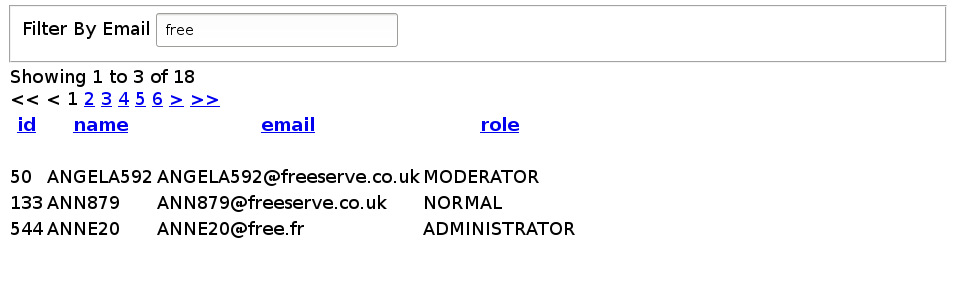 Filter By Email free
Showing 1 to 3 of 18
<< < 1 2 3 4 5 6 > >>
id name email role
50 ANGELA592 ANGELA592@freeserve.co.uk MODERATOR
133 ANN879 ANN879@freeserve.co.uk NORMAL
544 ANNE20 ANNE20@free.fr ADMINISTRATOR